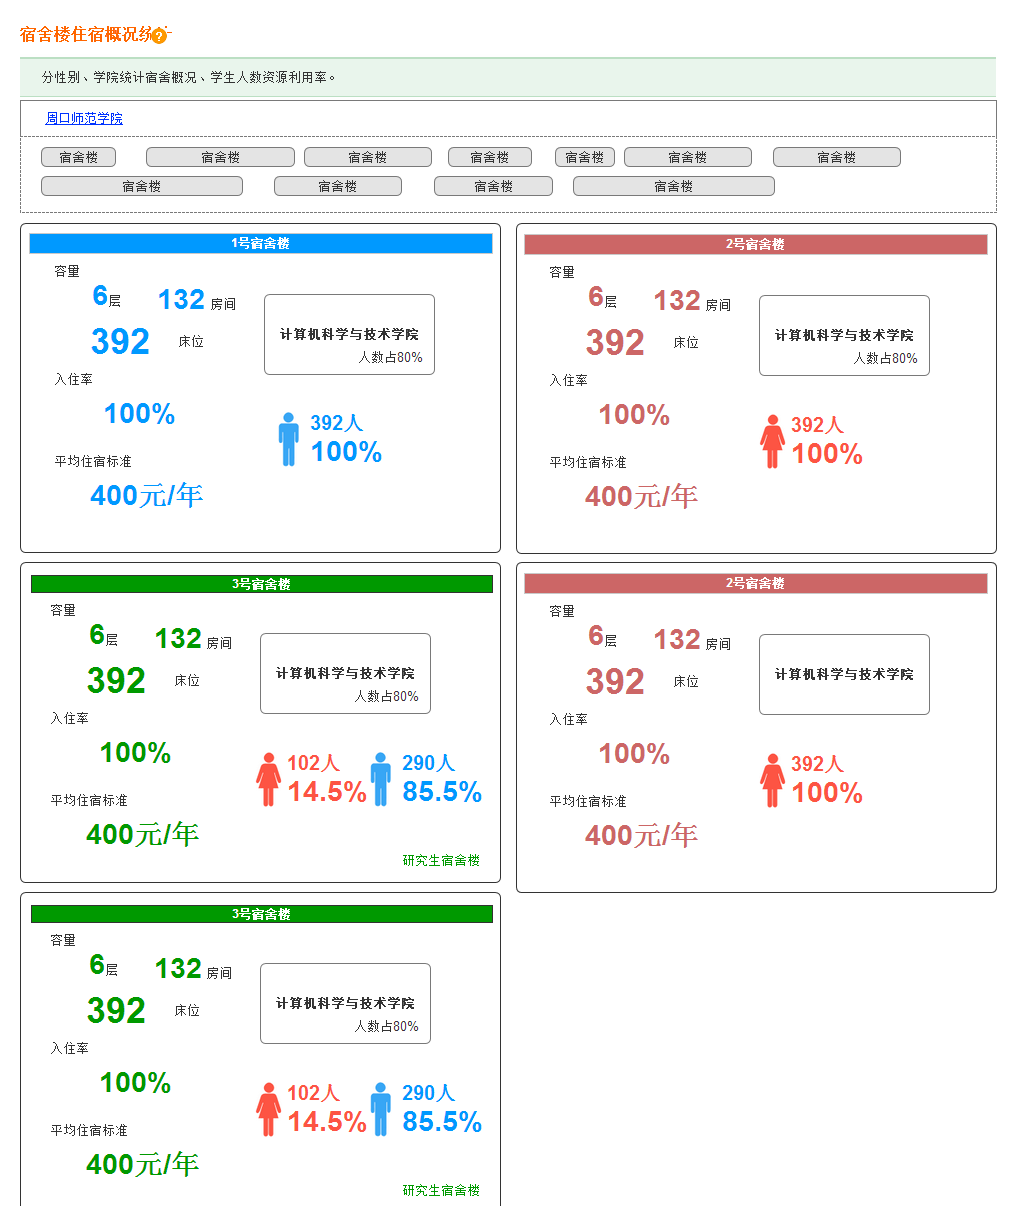 宿舍楼住宿概况统
?
分性别、学院统计宿舍概况、学生人数资源利用率。
周口师范学院
宿舍楼 宿舍楼 宿舍楼 宿舍楼 宿舍楼 宿舍楼 宿舍楼
宿舍楼 宿舍楼 宿舍楼 宿舍楼
1号宿舍楼
容量
6层 132 房间
392 床位
计算机科学与技术学院
人数占80%
入住率
100%
392人
100%
平均住宿标准
400元/年
2号宿舍楼
容量
6层 132 房间
392 床位
计算机科学与技术学院
人数占80%
入住率
100%
392人
100%
平均住宿标准
400元/年
3号宿舍楼
容量
6层 132 房间
392 床位
计算机科学与技术学院
人数占80%
入住率
100%
102人 290人
14.5% 85.5%
平均住宿标准
400元/年
研究生宿舍楼
2号宿舍楼
容量
6层 132 房间
392 床位
计算机科学与技术学院
入住率
100%
392人
100%
平均住宿标准
400元/年
3号宿舍楼
容量
6层 132 房间
392 床位
计算机科学与技术学院
人数占80%
入住率
100%
102人 290人
14.5% 85.5%
平均住宿标准
400元/年
研究生宿舍楼